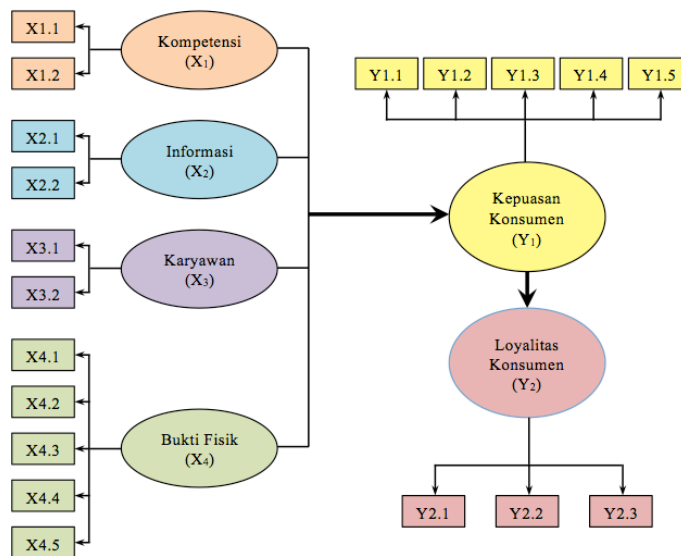 X1.1
X1.2
Kompetensi
(X₁)
X2.1
X2.2
Informasi
(X₂)
X3.1
X3.2
Karyawan
(X₃)
X4.1
X4.2
X4.3
X4.4
X4.5
Bukti Fisik
(X₄)
Y1.1
Y1.2
Y1.3
Y1.4
Y1.5
Kepuasan
Konsumen
(Y₁)
Loyalitas
Konsumen
(Y₂)
Y2.1
Y2.2
Y2.3